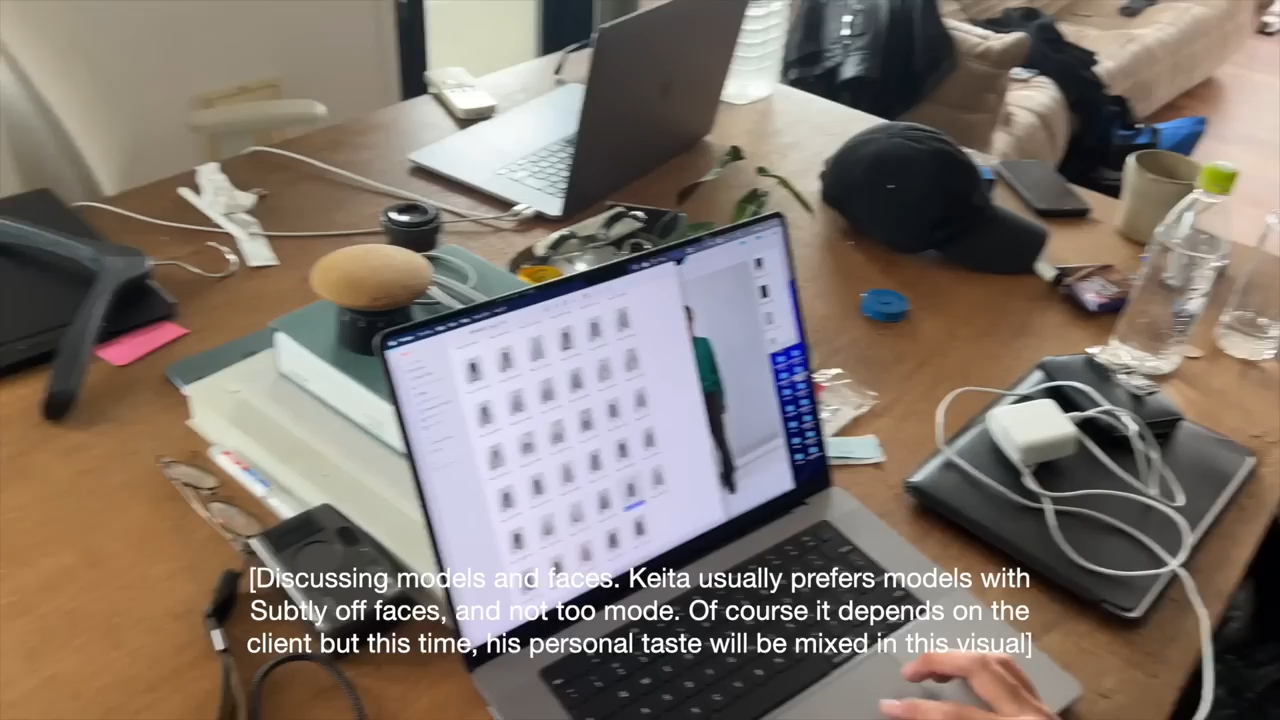 [Discussing models and faces. Keita usually prefers models with
Subtly off faces, and not too mode. Of course it depends on the
client but this time, his personal taste will be mixed in this visual]